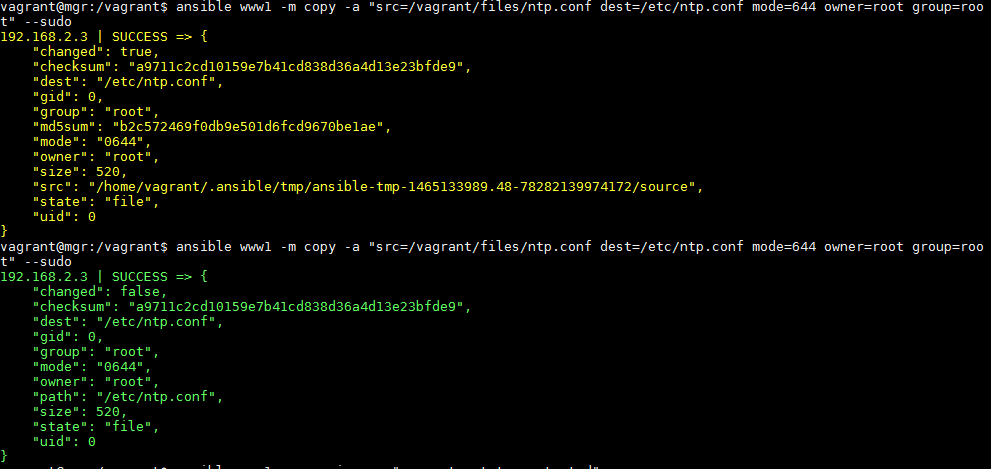 vagrant@mgr:/vagrant$ ansible www1 -m copy -a "src=/vagrant/files/ntp.conf dest=/etc/ntp.conf mode=644 owner=root group=roo
t" --sudo
192.168.2.3 | SUCCESS => {
    "changed": true,
    "checksum": "a9711c2cd10159e7b41cd838d36a4d13e23bfde9",
    "dest": "/etc/ntp.conf",
    "gid": 0,
    "group": "root",
    "md5sum": "b2c572469f0db9e501d6fcd9670be1ae",
    "mode": "0644",
    "owner": "root",
    "size": 520,
    "src": "/home/vagrant/.ansible/tmp/ansible-tmp-1465133989.48-78282139974172/source",
    "state": "file",
    "uid": 0
}
vagrant@mgr:/vagrant$ ansible www1 -m copy -a "src=/vagrant/files/ntp.conf dest=/etc/ntp.conf mode=644 owner=root group=roo
t" --sudo
192.168.2.3 | SUCCESS => {
    "changed": false,
    "checksum": "a9711c2cd10159e7b41cd838d36a4d13e23bfde9",
    "dest": "/etc/ntp.conf",
    "gid": 0,
    "group": "root",
    "mode": "0644",
    "owner": "root",
    "path": "/etc/ntp.conf",
    "size": 520,
    "state": "file",
    "uid": 0
}